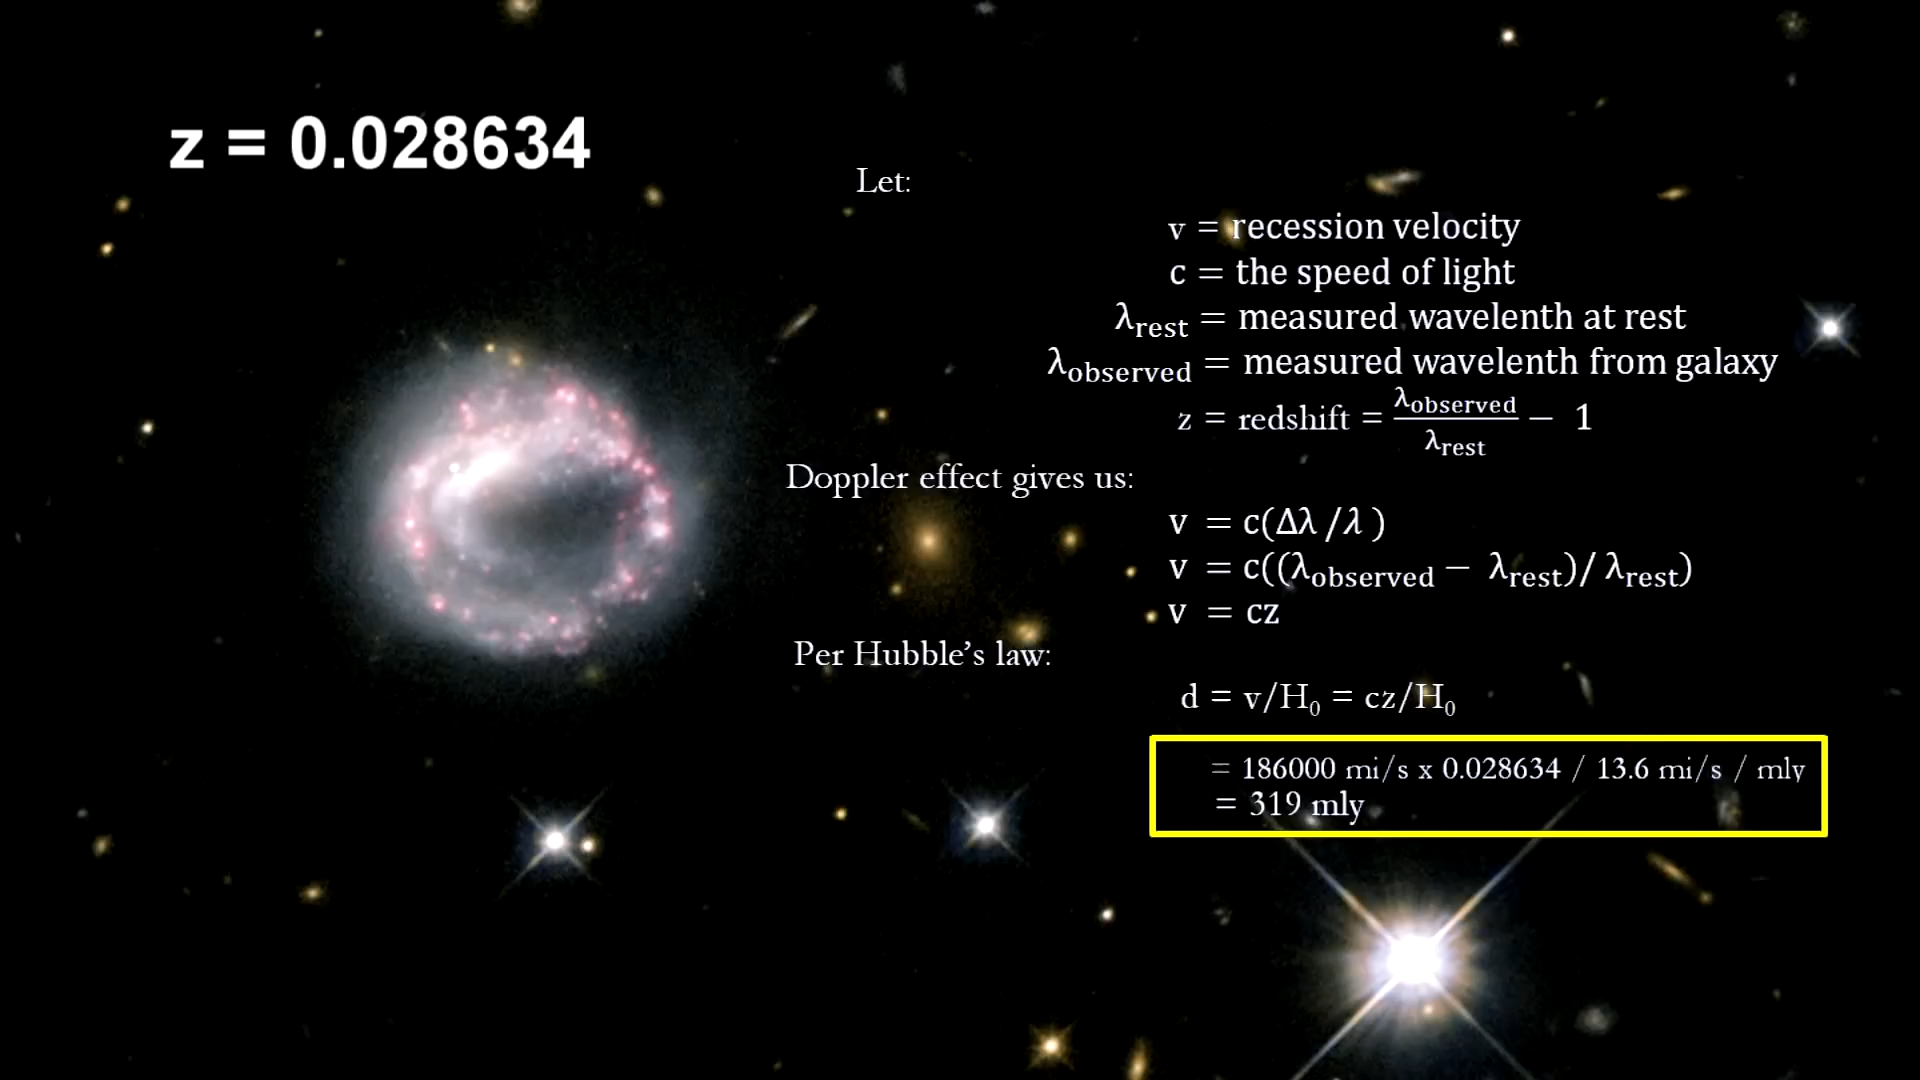 z = 0.028634
Let:
v = recession velocity
c = the speed of light
λrest = measured wavelenth at rest
λobserved = measured wavelenth from galaxy
z = redshift = λobserved/λrest − 1
Doppler effect gives us:
v = c(Δλ/λ)
v = c((λobserved − λrest)/λrest)
v = cz
Per Hubble's law:
d = v/H₀ = cz/H₀
= 186000 mi/s x 0.028634 / 13.6 mi/s / mly
= 319 mly